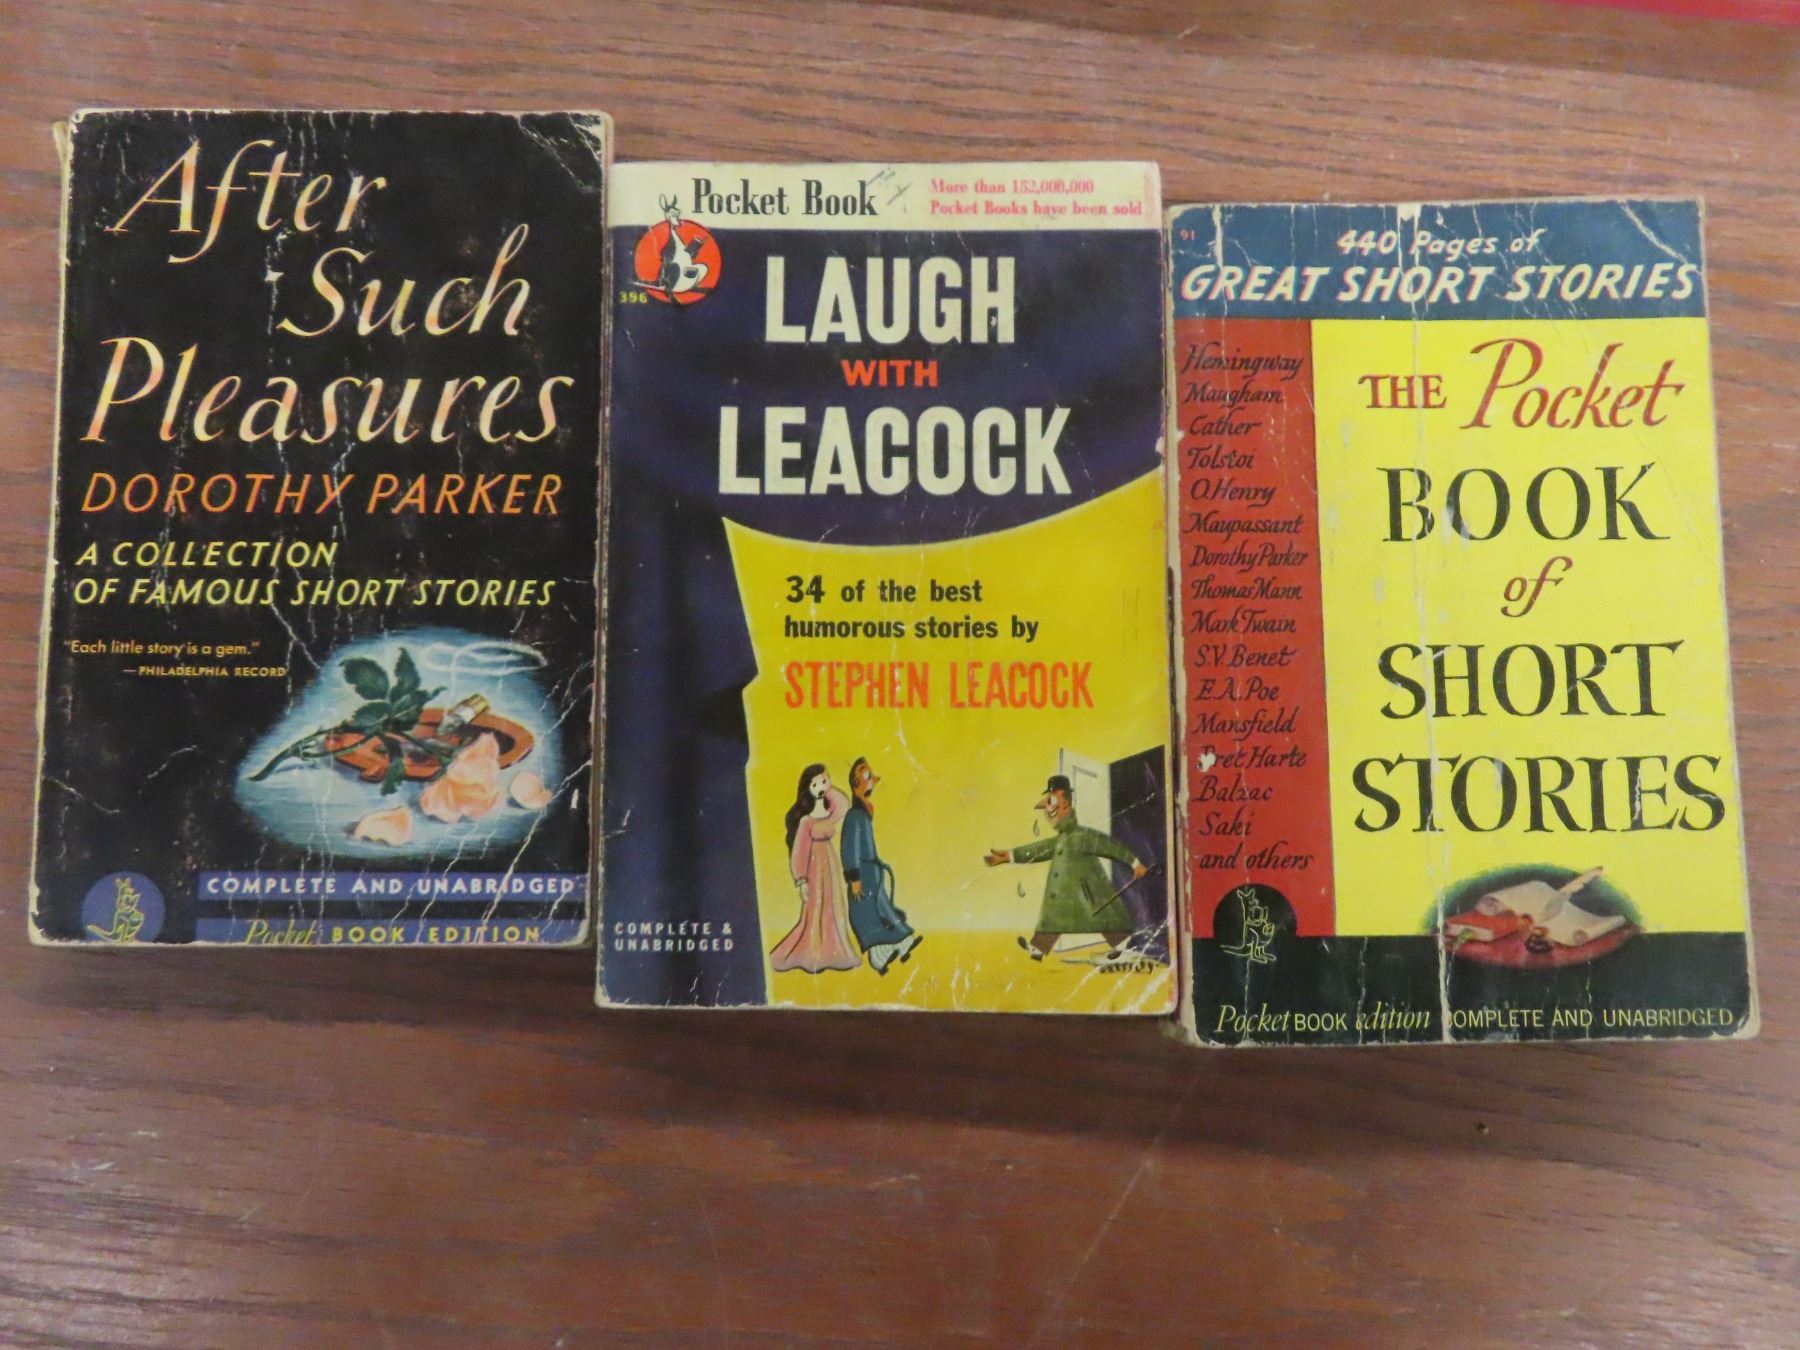 After
Such
Pleasures
DOROTHY PARKER
A COLLECTION
OF FAMOUS SHORT STORIES
"Each little story is a gem."
—PHILADELPHIA RECORD
COMPLETE AND UNABRIDGED
Pocket BOOK EDITION
Pocket Book
More than 152,000,000
Pocket Books have been sold
396
LAUGH
WITH
LEACOCK
34 of the best
humorous stories by
STEPHEN LEACOCK
COMPLETE &
UNABRIDGED
91
440 Pages of
GREAT SHORT STORIES
Hemingway
Maugham
Cather
Tolstoi
O.Henry
Maupassant
Dorothy Parker
Thomas Mann
Mark Twain
S.V. Benet
E.A. Poe
Mansfield
Bret Harte
Balzac
Saki
and others
THE Pocket
BOOK
of
SHORT
STORIES
Pocket BOOK edition COMPLETE AND UNABRIDGED